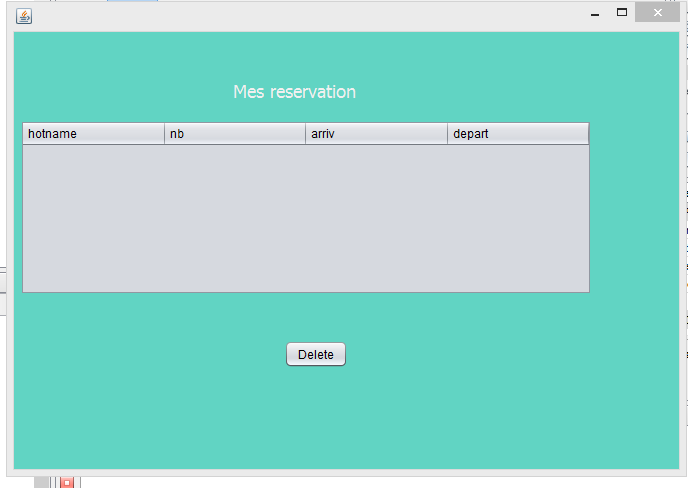 Mes reservation
hotname nb arriv depart
Delete